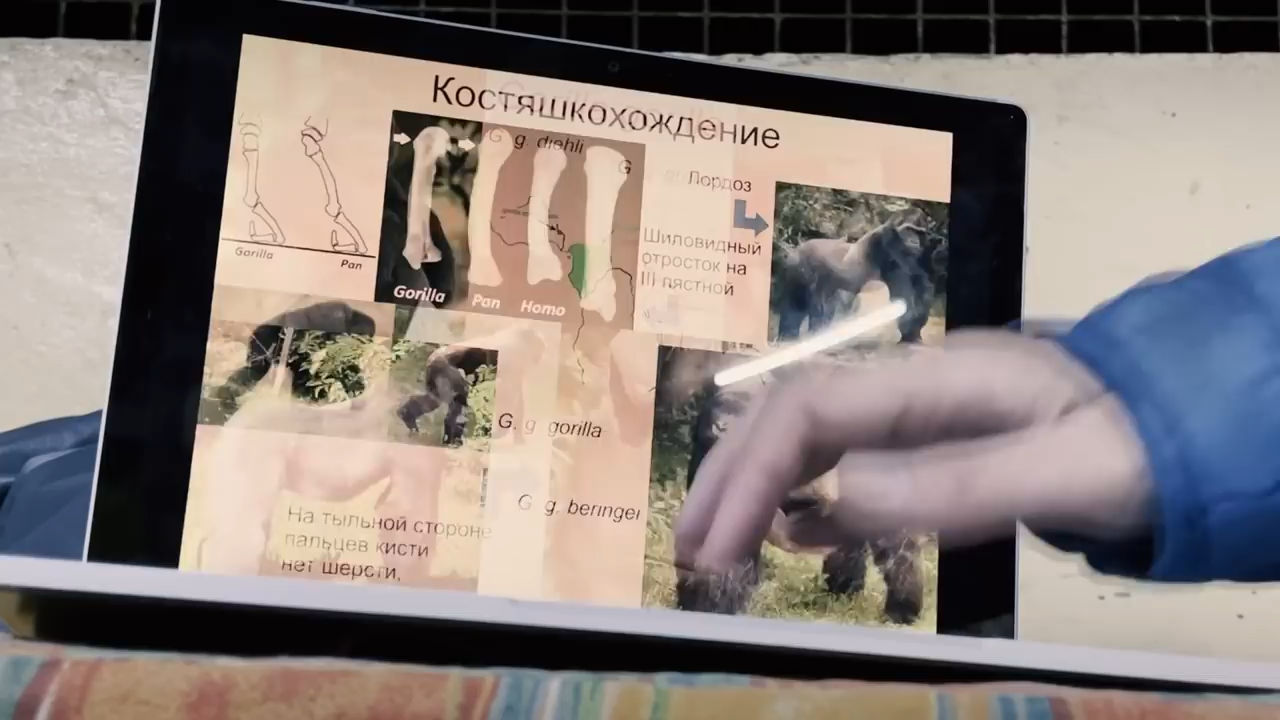 Костяшкохождение
G. g. diehli
G
Лордоз
Шиловидный
отросток на
III пястной
Gorilla
Pan
Gorilla
Pan
Homo
G. g gorilla
G g. beringei
На тыльной стороне
пальцев кисти
нет шерсти,